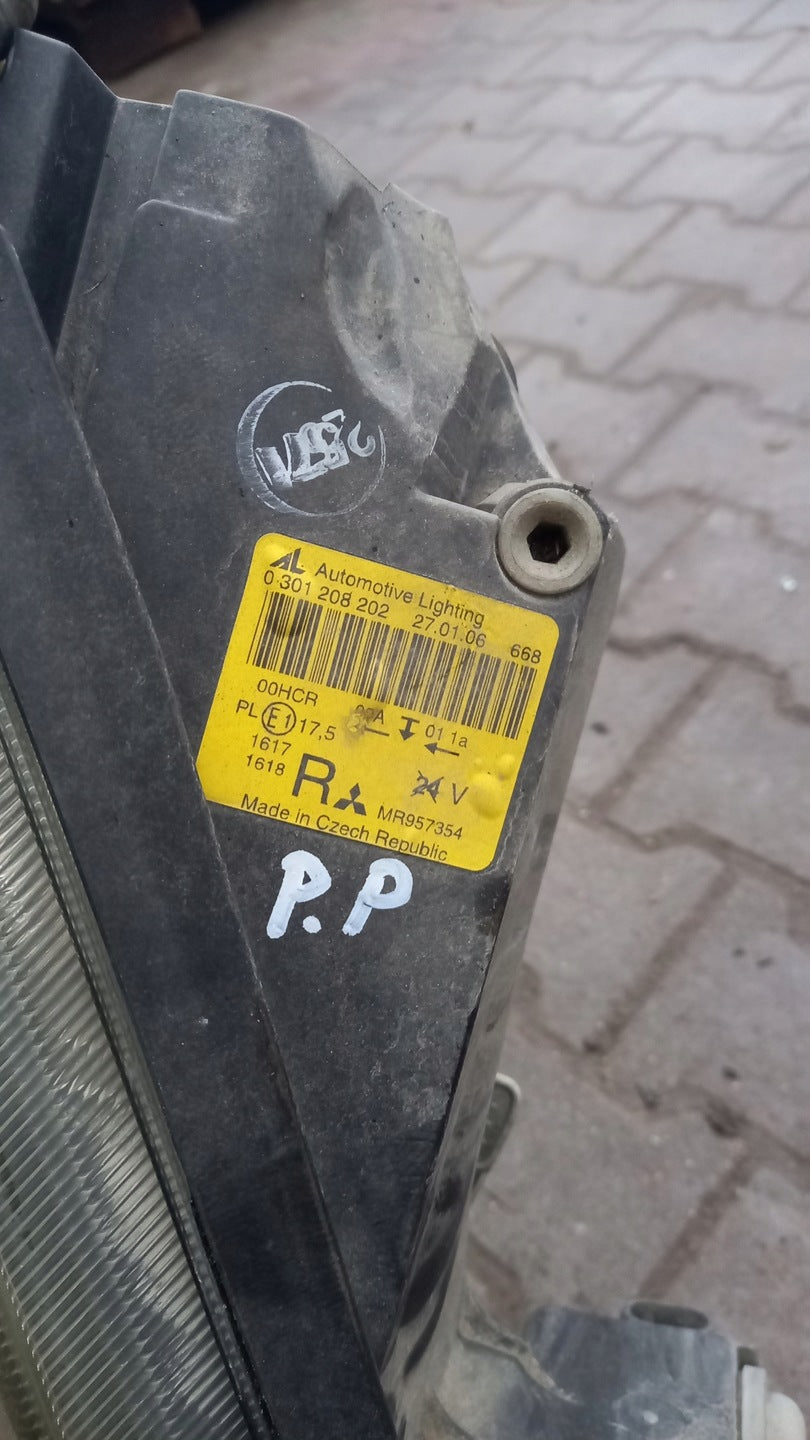 AL Automotive Lighting
0 301 208 202 27.01.06 668
00HCR
PL E1 17,5 01 1a
1617
1618
R 24 V
MR957354
Made in Czech Republic
P.P